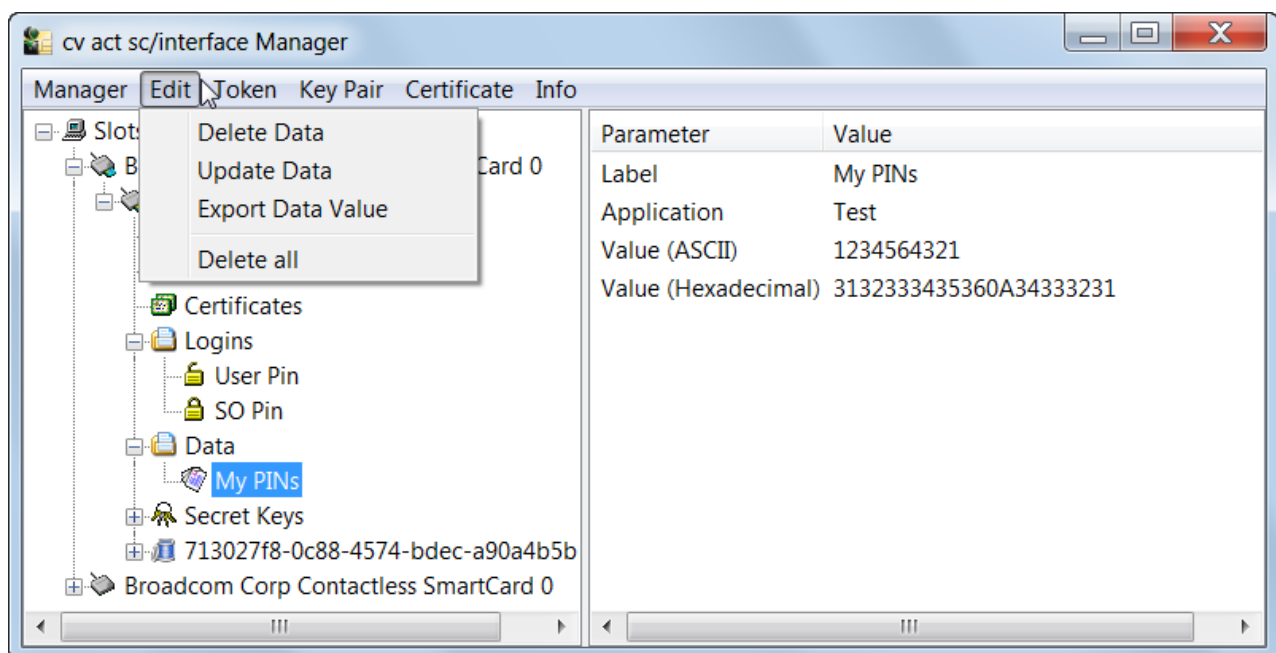 cv act sc/interface Manager
Manager Edit Token Key Pair Certificate Info
Slots
Delete Data
Update Data
Export Data Value
Delete all
B
Card 0
Certificates
Logins
User Pin
SO Pin
Data
My PINs
Secret Keys
713027f8-0c88-4574-bdec-a90a4b5b
Broadcom Corp Contactless SmartCard 0
Parameter Value
Label My PINs
Application Test
Value (ASCII) 1234564321
Value (Hexadecimal) 3132333435360A34333231